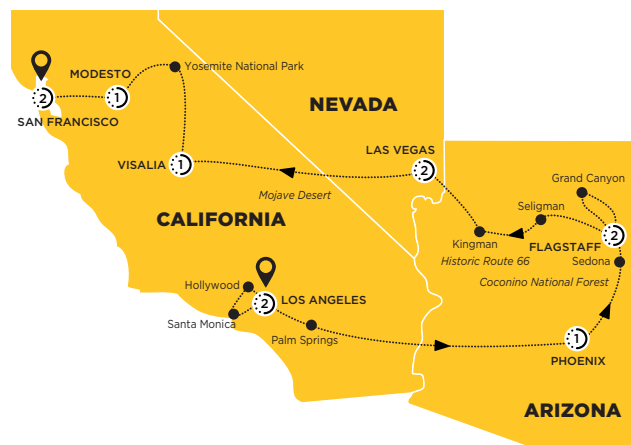 MODESTO
Yosemite National Park
2
1
SAN FRANCISCO
NEVADA
LAS VEGAS
VISALIA
1
2
Mojave Desert
Grand Canyon
Seligman
CALIFORNIA
Kingman
FLAGSTAFF
2
Historic Route 66
Sedona
Coconino National Forest
Hollywood
2
LOS ANGELES
Santa Monica
Palm Springs
1
PHOENIX
ARIZONA